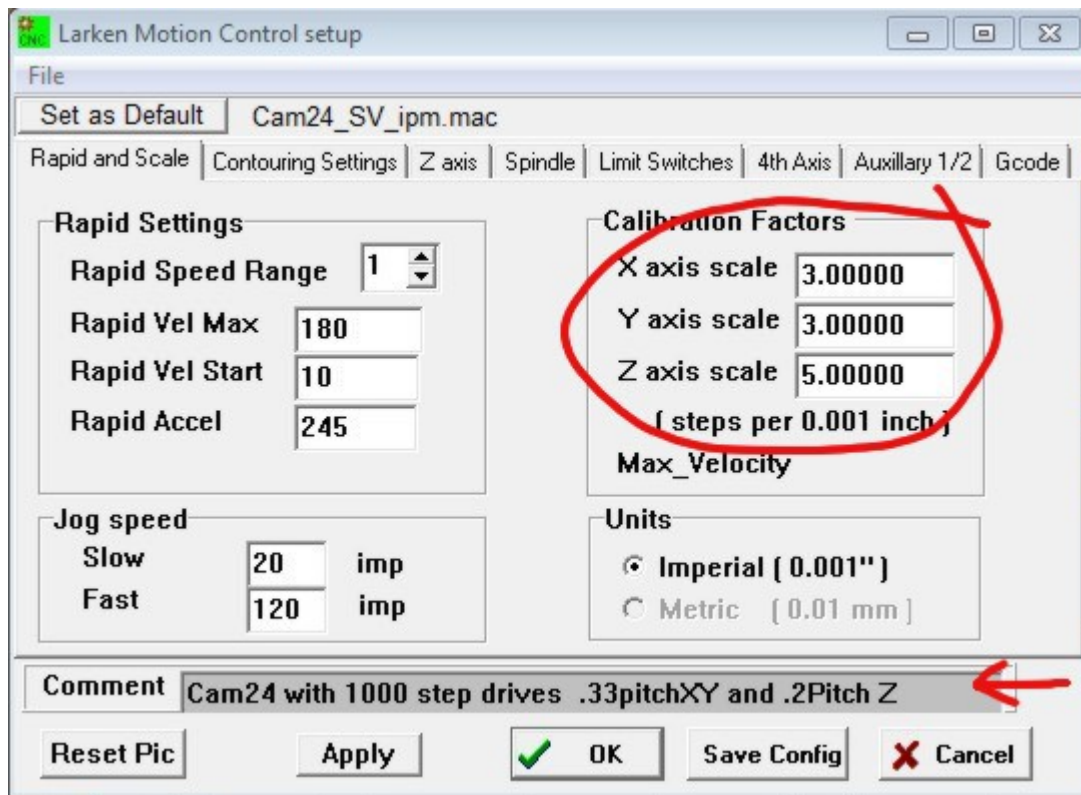 Larken Motion Control setup
File
Set as Default Cam24_SV_ipm.mac
Rapid and Scale Contouring Settings Z axis Spindle Limit Switches 4th Axis Auxillary 1/2 Gcode
Rapid Settings
Rapid Speed Range 1
Rapid Vel Max 180
Rapid Vel Start 10
Rapid Accel 245
Calibration Factors
X axis scale 3.00000
Y axis scale 3.00000
Z axis scale 5.00000
( steps per 0.001 inch )
Max_Velocity
Jog speed
Slow 20 imp
Fast 120 imp
Units
Imperial ( 0.001" )
Metric ( 0.01 mm )
Comment Cam24 with 1000 step drives .33pitchXY and .2Pitch Z
Reset Pic Apply OK Save Config Cancel